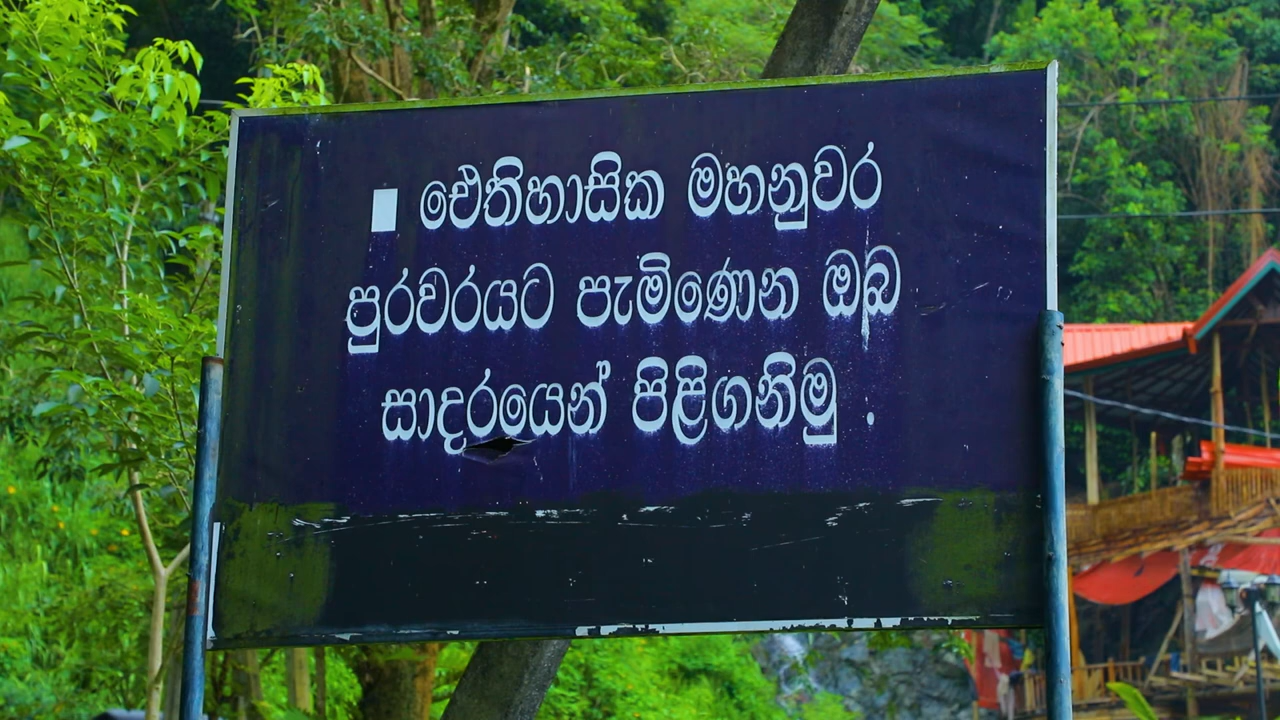 ■ ඓතිහාසික මහනුවර
පුරවරයට පැමිණෙන ඔබ
සාදරයෙන් පිළිගනිමු .